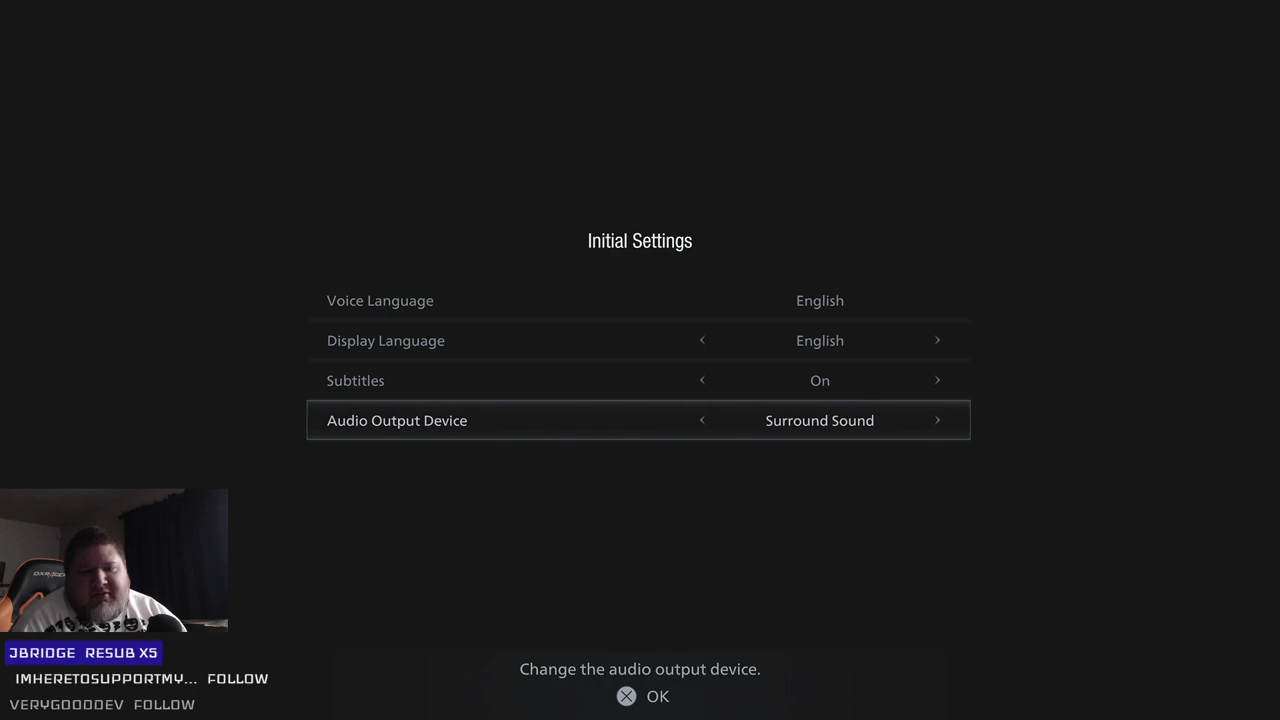 Initial Settings
Voice Language English
Display Language English
Subtitles On
Audio Output Device Surround Sound
JBRIDGE RESUB X5
IMHERETOSUPPORTMY... FOLLOW
VERYGOODDEV FOLLOW
Change the audio output device.
OK